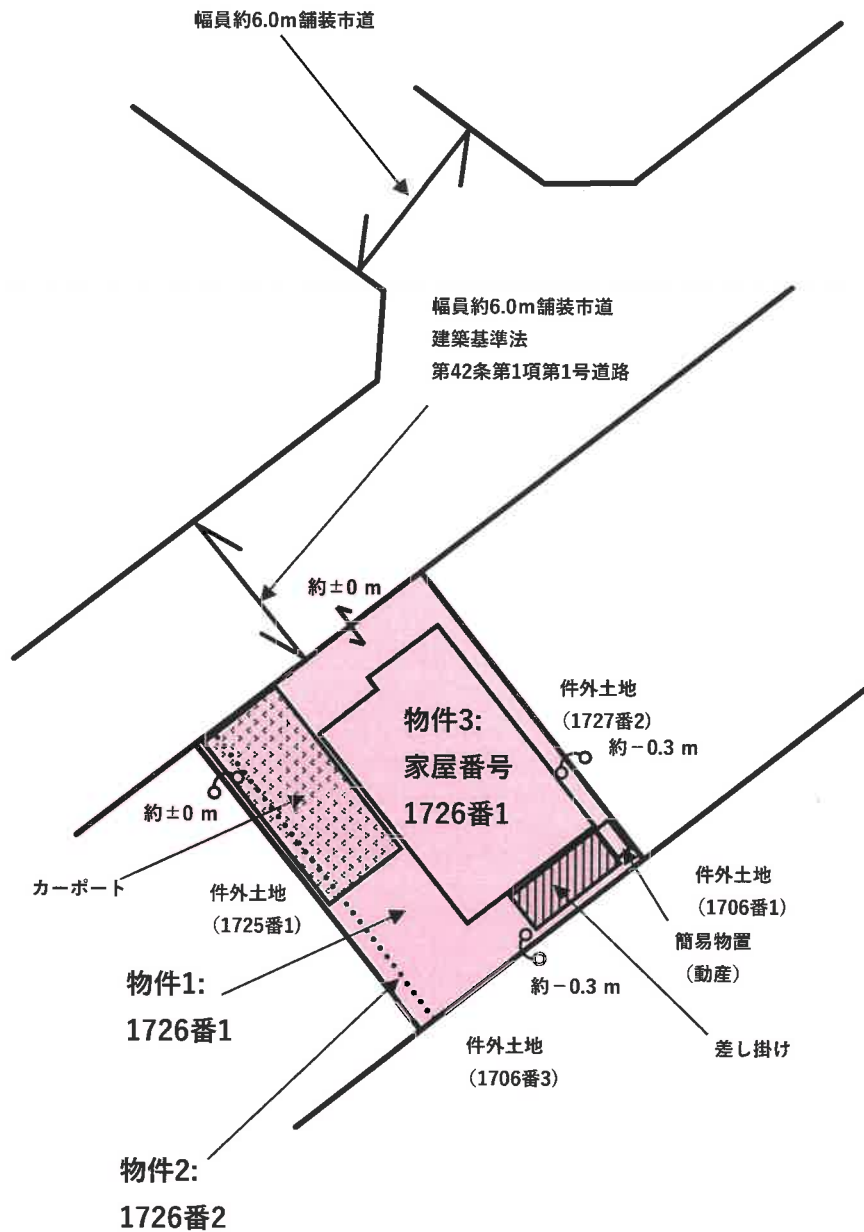 幅員約6.0m舗装市道
幅員約6.0m舗装市道
建築基準法
第42条第1項第1号道路
約±0 m
物件3:
家屋番号
1726番1
件外土地
(1727番2)
約－0.3 m
約±0 m
カーポート
件外土地
(1725番1)
件外土地
(1706番1)
簡易物置
(動産)
約－0.3 m
物件1:
1726番1
差し掛け
件外土地
(1706番3)
物件2:
1726番2